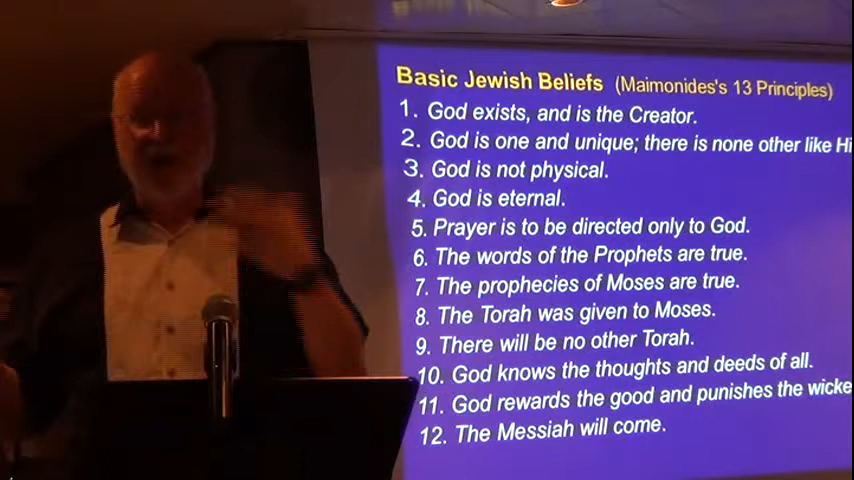 Basic Jewish Beliefs (Maimonides's 13 Principles)
1. God exists, and is the Creator.
2. God is one and unique; there is none other like Hi
3. God is not physical.
4. God is eternal.
5. Prayer is to be directed only to God.
6. The words of the Prophets are true.
7. The prophecies of Moses are true.
8. The Torah was given to Moses.
9. There will be no other Torah.
10. God knows the thoughts and deeds of all.
11. God rewards the good and punishes the wicke
12. The Messiah will come.